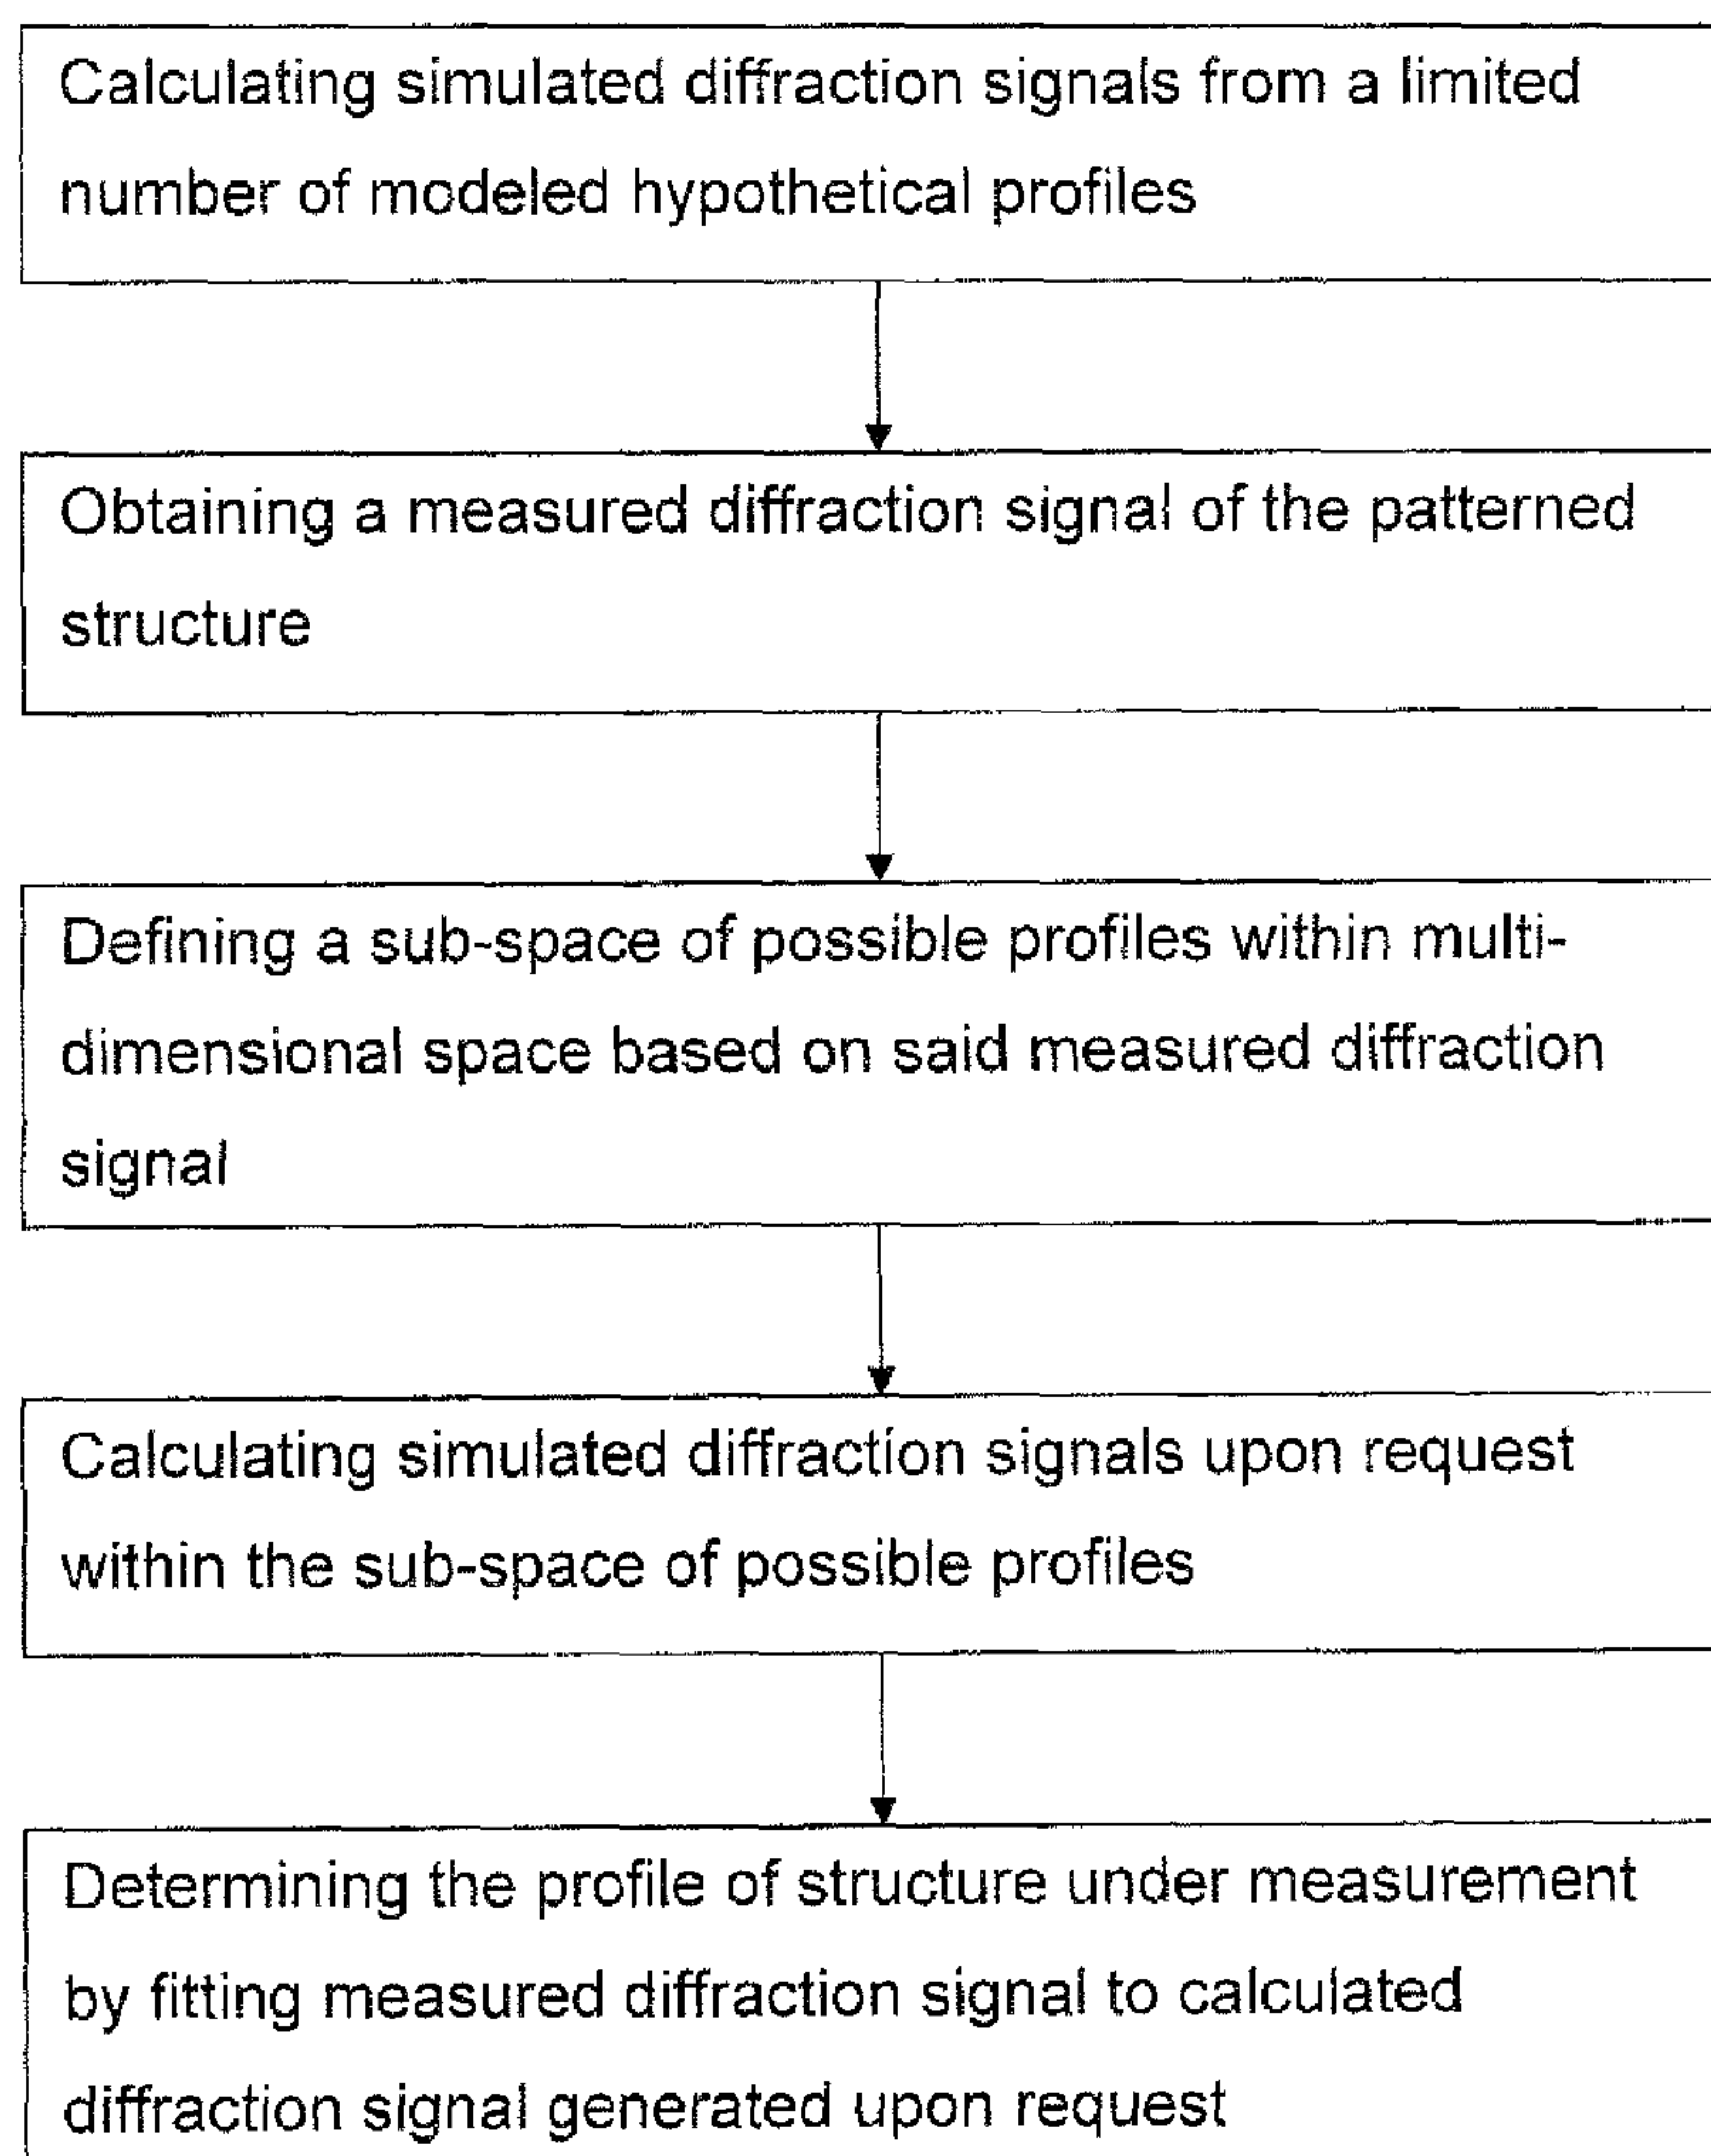 Calculating simulated diffraction signals from a limited
number of modeled hypothetical profiles
Obtaining a measured diffraction signal of the patterned
structure
Defining a sub-space of possible profiles within multi-
dimensional space based on said measured diffraction
signal
Calculating simulated diffraction signals upon request
within the sub-space of possible profiles
Determining the profile of structure under measurement
by fitting measured diffraction signal to calculated
diffraction signal generated upon request